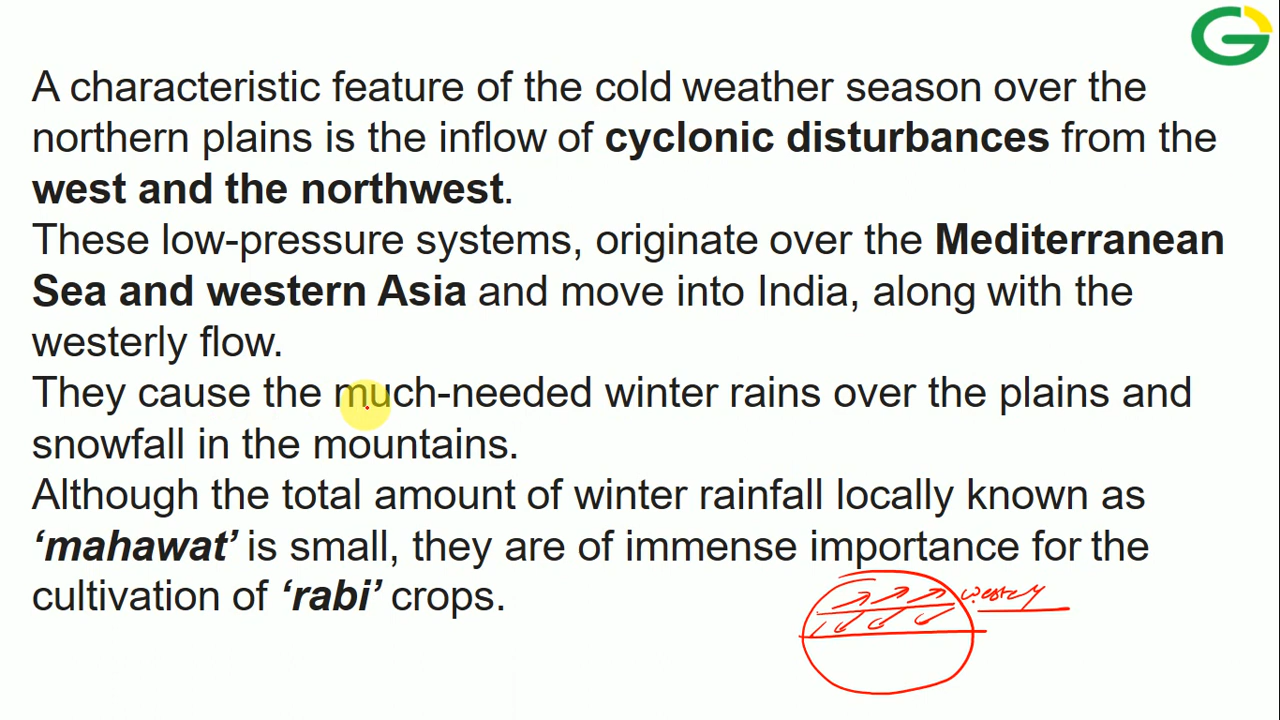 A characteristic feature of the cold weather season over the
northern plains is the inflow of cyclonic disturbances from the
west and the northwest.
These low-pressure systems, originate over the Mediterranean
Sea and western Asia and move into India, along with the
westerly flow.
They cause the much-needed winter rains over the plains and
snowfall in the mountains.
Although the total amount of winter rainfall locally known as
‘mahawat’ is small, they are of immense importance for the
cultivation of ‘rabi’ crops.